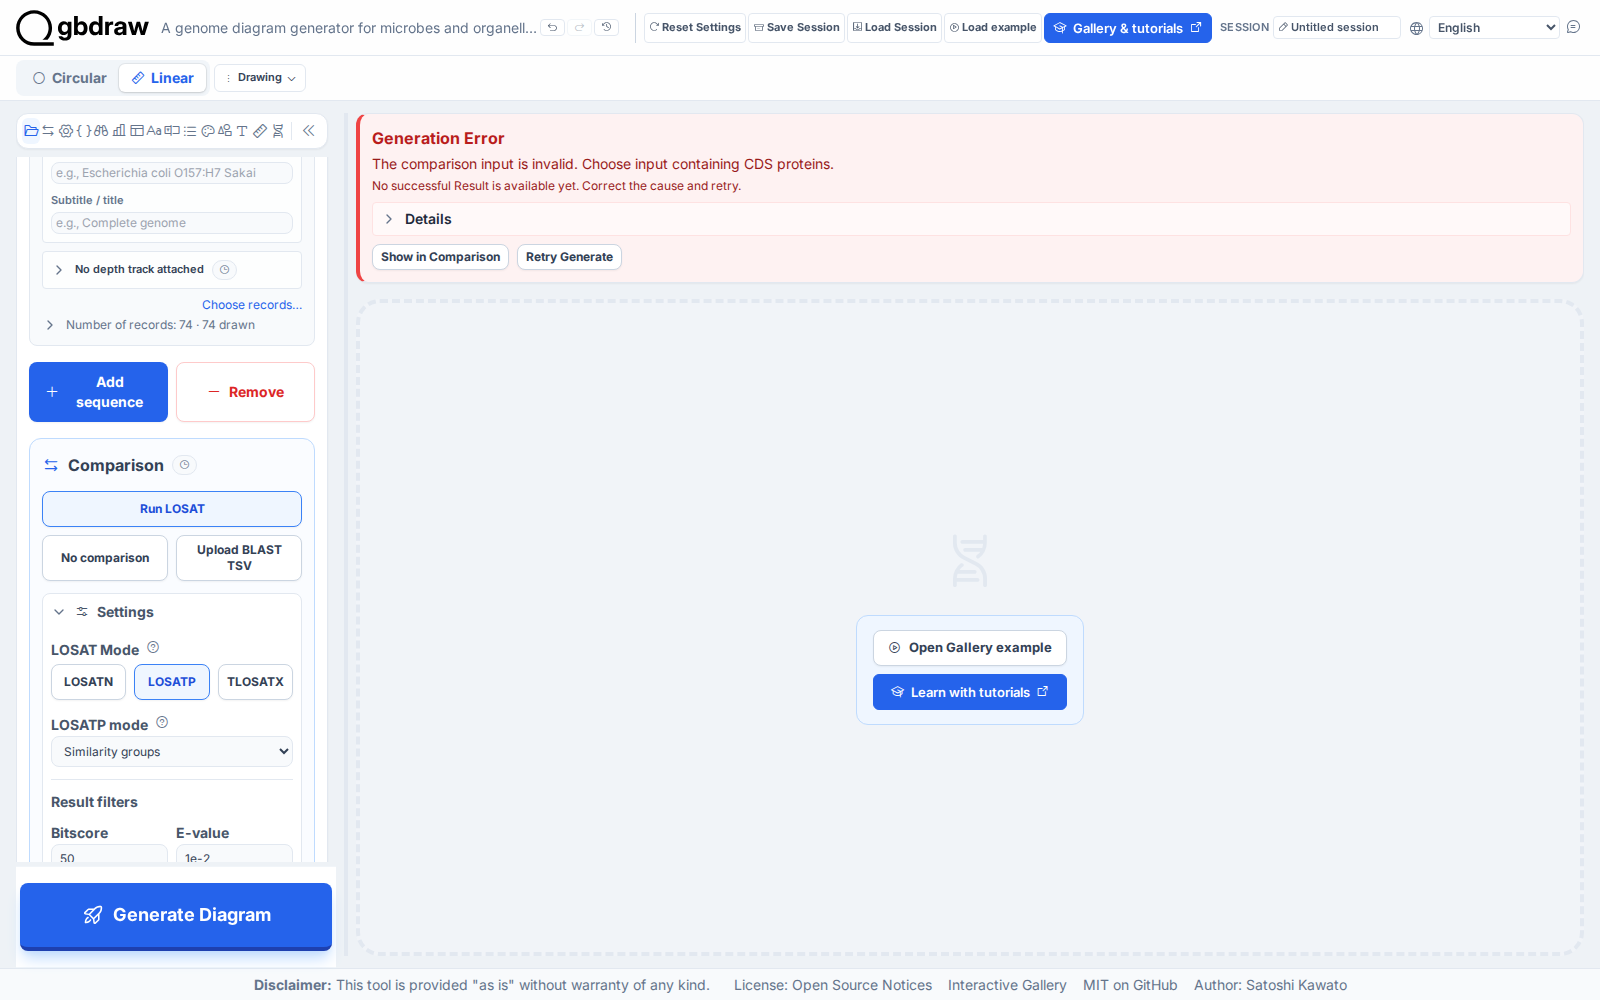 gbdraw
A genome diagram generator for microbes and organell...
Reset Settings
Save Session
Load Session
Load example
Gallery & tutorials
SESSION
Untitled session
English
Circular
Linear
Drawing
e.g., Escherichia coli O157:H7 Sakai
Subtitle / title
e.g., Complete genome
No depth track attached
Choose records...
Number of records: 74 · 74 drawn
Add
sequence
Remove
Comparison
Run LOSAT
No comparison
Upload BLAST
TSV
Settings
LOSAT Mode
LOSATN
LOSATP
TLOSATX
LOSATP mode
Similarity groups
Result filters
Bitscore
E-value
50
1e-2
Generate Diagram
Generation Error
The comparison input is invalid. Choose input containing CDS proteins.
No successful Result is available yet. Correct the cause and retry.
Details
Show in Comparison
Retry Generate
Open Gallery example
Learn with tutorials
Disclaimer: This tool is provided "as is" without warranty of any kind.
License: Open Source Notices
Interactive Gallery
MIT on GitHub
Author: Satoshi Kawato